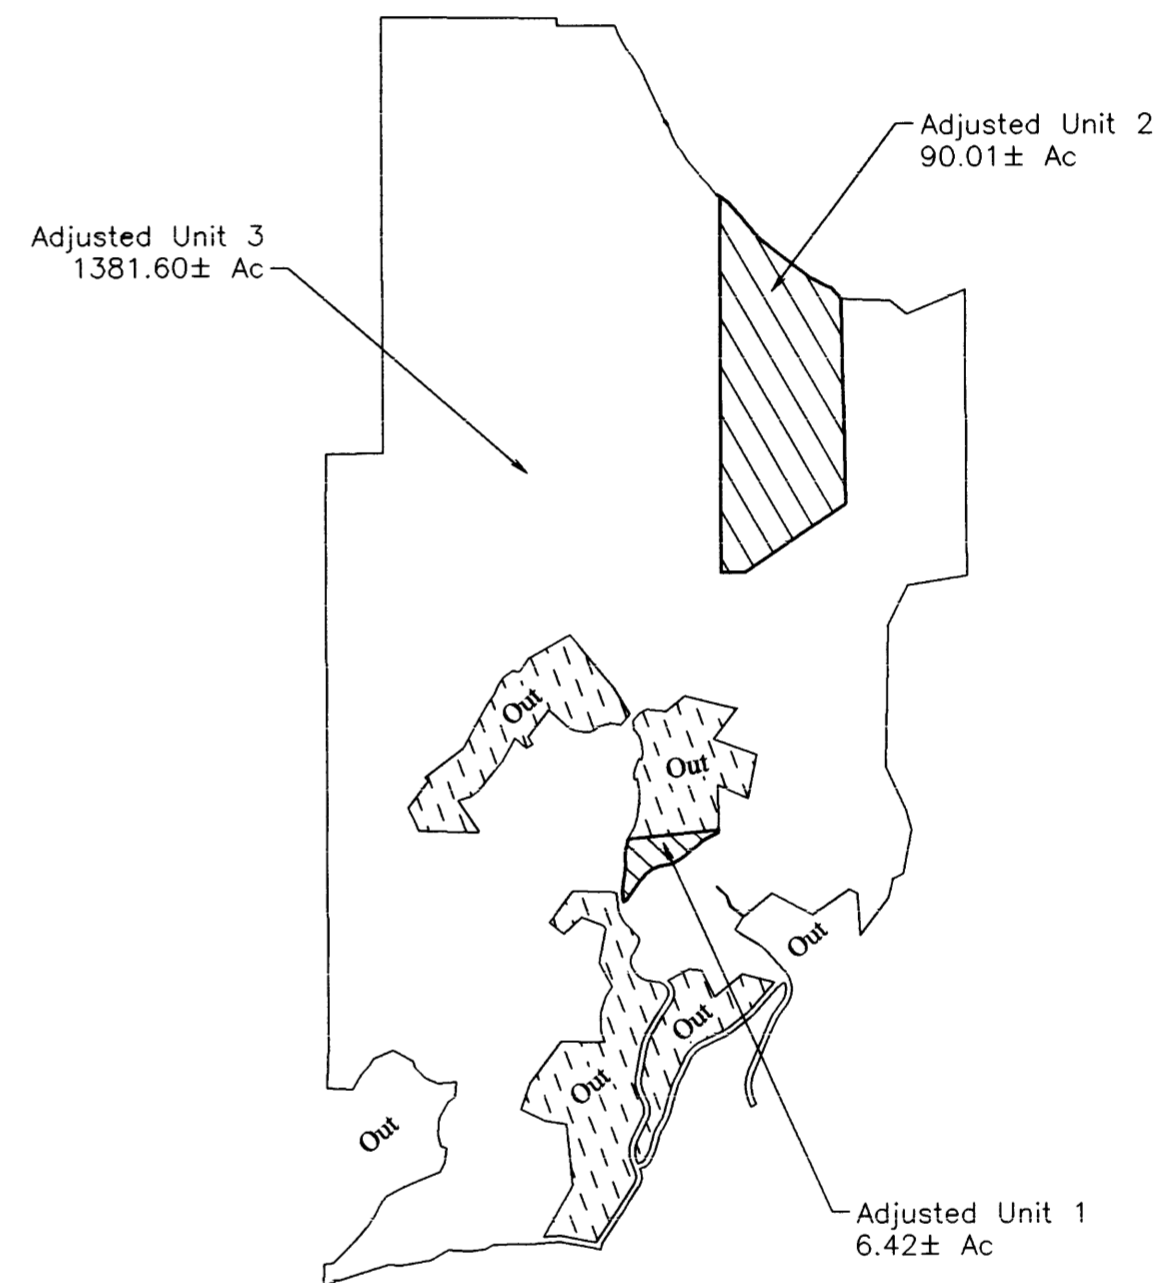 Adjusted Unit 2
90.01± Ac
Adjusted Unit 3
1381.60± Ac
Out
Out
Out
Out
Out
Out
Adjusted Unit 1
6.42± Ac